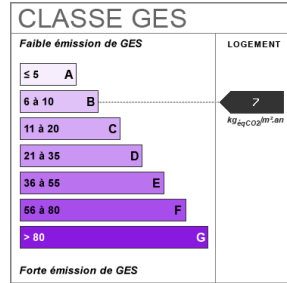 CLASSE GES
Faible émission de GES
LOGEMENT
≤ 5 A
6 à 10 B
7
kgéqCO2/m².an
11 à 20 C
21 à 35 D
36 à 55 E
56 à 80 F
> 80 G
Forte émission de GES